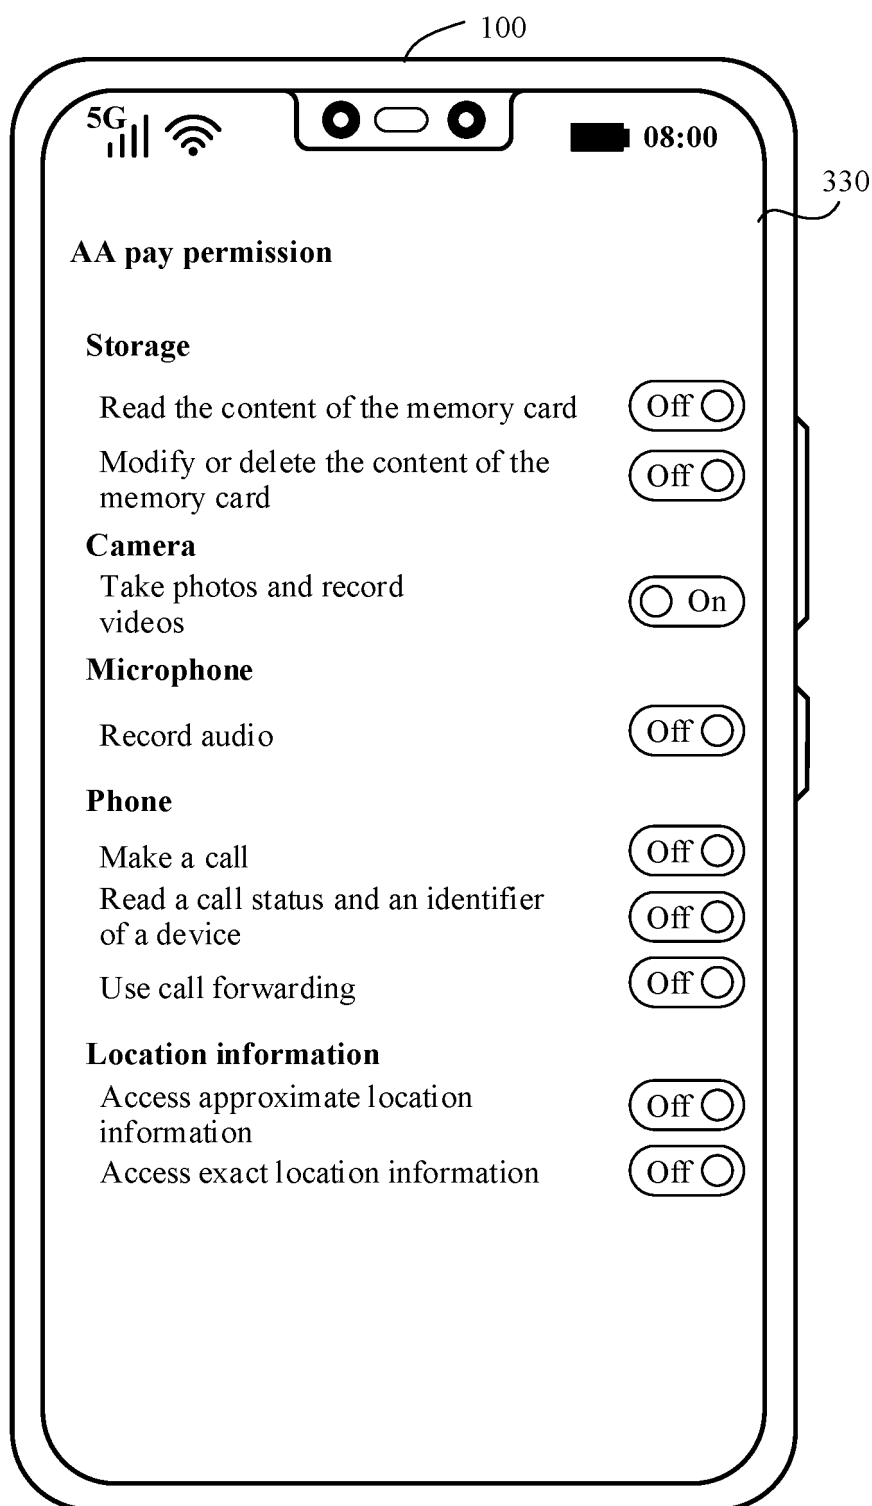 100
5G
08:00
330
AA pay permission
Storage
Read the content of the memory card
Off
Modify or delete the content of the
memory card
Off
Camera
Take photos and record
videos
On
Microphone
Record audio
Off
Phone
Make a call
Off
Read a call status and an identifier
of a device
Off
Use call forwarding
Off
Location information
Access approximate location
information
Off
Access exact location information
Off